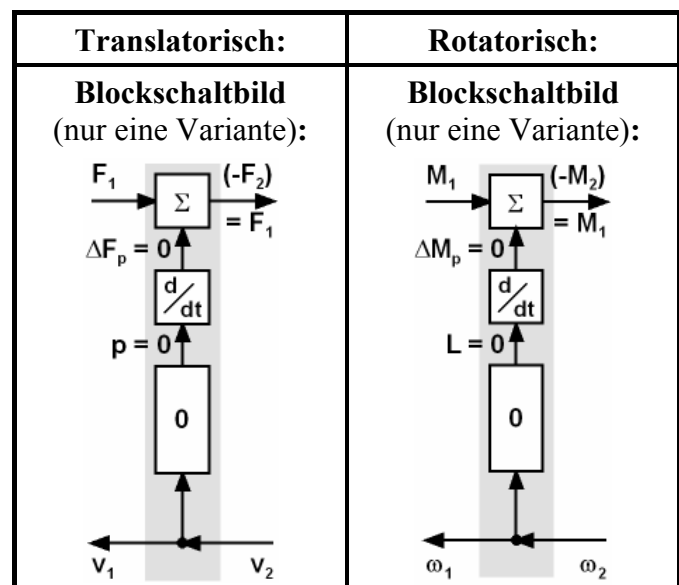 Translatorisch:
Rotatorisch:
Blockschaltbild
(nur eine Variante):
F₁
(-F₂)
Σ
= F₁
ΔFₚ = 0
d/dt
p = 0
0
v₁
v₂
Blockschaltbild
(nur eine Variante):
M₁
(-M₂)
Σ
= M₁
ΔMₚ = 0
d/dt
L = 0
0
ω₁
ω₂